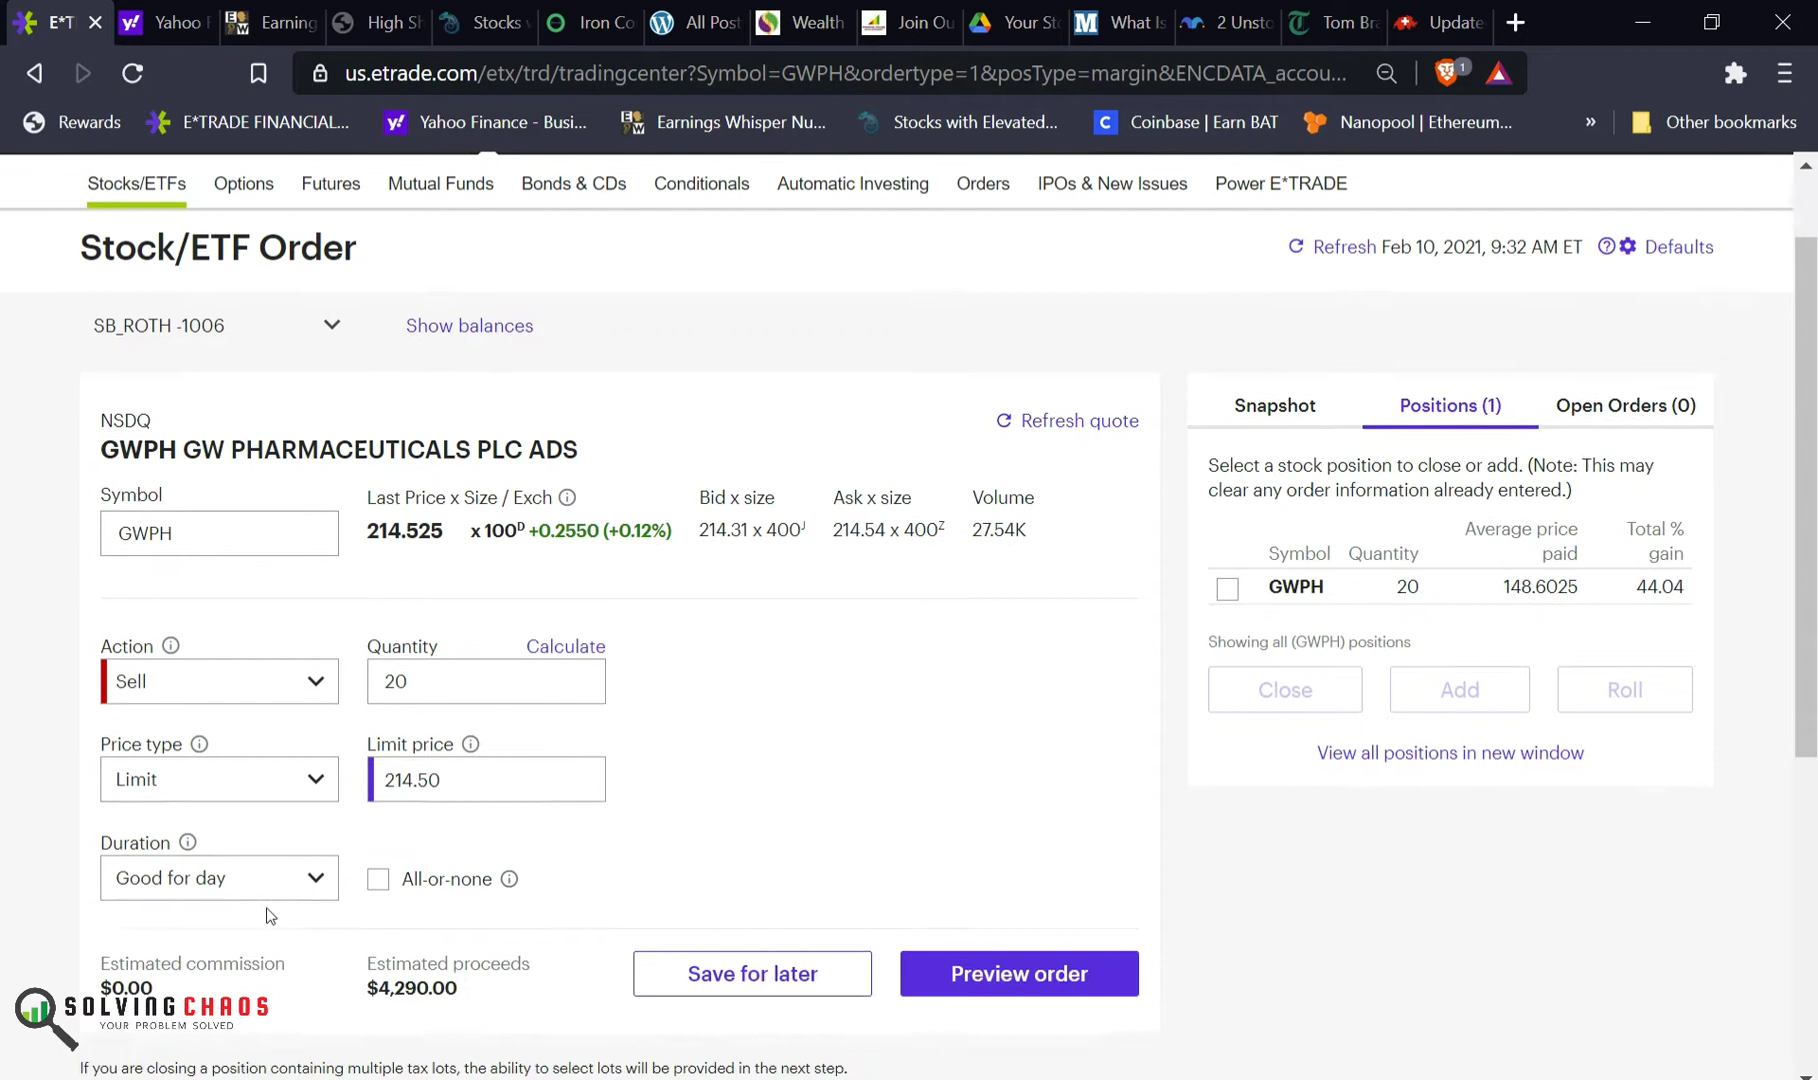 E*T
Yahoo F
Earning
High Sh
Stocks
Iron Co
All Post
Wealth
Join Ou
Your St
What Is
2 Unsto
Tom Bra
Update
us.etrade.com/etx/trd/tradingcenter?Symbol=GWPH&ordertype=1&posType=margin&ENCDATA_accou...
1
Rewards
E*TRADE FINANCIAL...
Yahoo Finance - Busi...
Earnings Whisper Nu...
Stocks with Elevated...
Coinbase | Earn BAT
Nanopool | Ethereum...
»
Other bookmarks
Stocks/ETFs Options Futures Mutual Funds Bonds & CDs Conditionals Automatic Investing Orders IPOs & New Issues Power E*TRADE
Stock/ETF Order
Refresh Feb 10, 2021, 9:32 AM ET
Defaults
SB_ROTH -1006
Show balances
NSDQ
Refresh quote
GWPH GW PHARMACEUTICALS PLC ADS
Symbol
Last Price x Size / Exch
Bid x size
Ask x size
Volume
GWPH
214.525 x 100ᴰ +0.2550 (+0.12%)
214.31 x 400ᴶ
214.54 x 400ᶻ
27.54K
Action
Quantity
Calculate
Sell
20
Price type
Limit price
Limit
214.50
Duration
Good for day
All-or-none
Estimated commission
$0.00
Estimated proceeds
$4,290.00
Save for later
Preview order
If you are closing a position containing multiple tax lots, the ability to select lots will be provided in the next step.
Snapshot
Positions (1)
Open Orders (0)
Select a stock position to close or add. (Note: This may
clear any order information already entered.)
Symbol
Quantity
Average price
paid
Total %
gain
GWPH 20 148.6025 44.04
Showing all (GWPH) positions
Close
Add
Roll
View all positions in new window
SOLVINGCHAOS
YOUR PROBLEM SOLVED